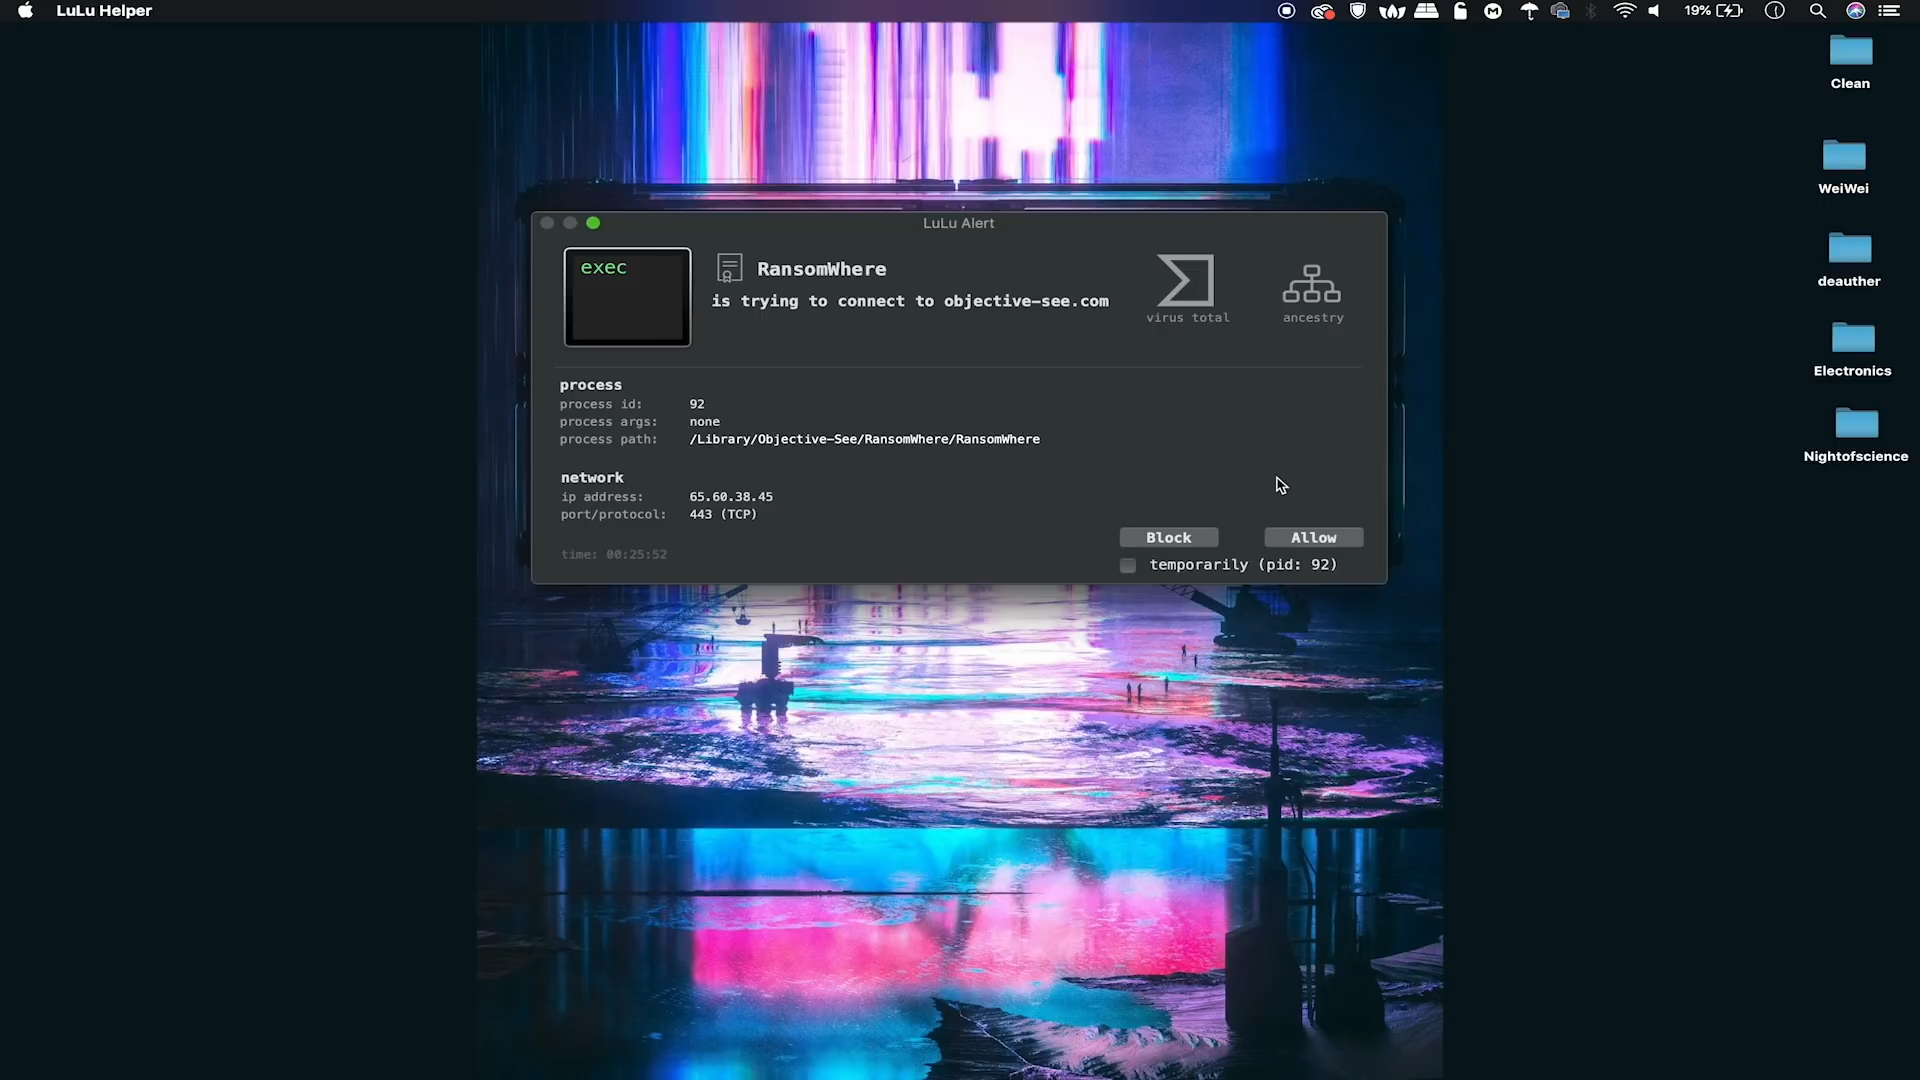 LuLu Helper
19%
Clean
WeiWei
deauther
Electronics
Nightofscience
LuLu Alert
exec
RansomWhere
is trying to connect to objective-see.com
virus total
ancestry
process
process id: 92
process args: none
process path: /Library/Objective-See/RansomWhere/RansomWhere
network
ip address: 65.60.38.45
port/protocol: 443 (TCP)
time: 00:25:52
Block
Allow
temporarily (pid: 92)